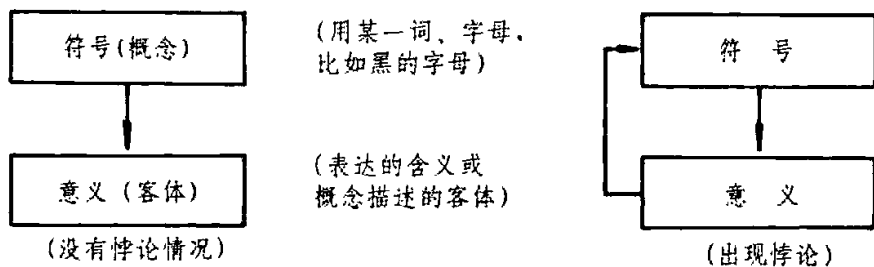 符号(概念)
(用某一词、字母,
比如黑的字母)
符 号
意义(客体)
(表达的含义或
概念描述的客体)
意 义
(没有悖论情况)
(出现悖论)